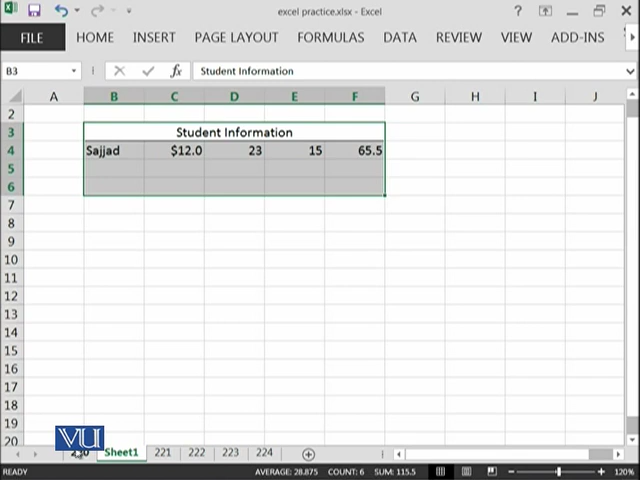 excel practice.xlsx - Excel
FILE HOME INSERT PAGE LAYOUT FORMULAS DATA REVIEW VIEW ADD-INS
B3 fx Student Information
A B C D E F G H I J
2
3 Student Information
4 Sajjad $12.0 23 15 65.5
5
6
7
8
9
10
11
12
13
14
15
16
17
18
19
20
VU
Sheet1 221 222 223 224
READY AVERAGE: 28.875 COUNT: 6 SUM: 115.5 120%